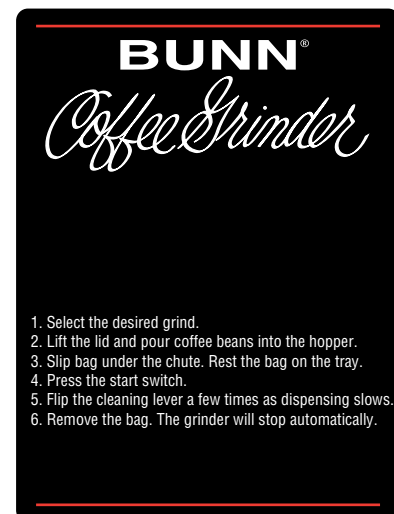 BUNN®
Coffee Grinder
1. Select the desired grind.
2. Lift the lid and pour coffee beans into the hopper.
3. Slip bag under the chute. Rest the bag on the tray.
4. Press the start switch.
5. Flip the cleaning lever a few times as dispensing slows.
6. Remove the bag. The grinder will stop automatically.